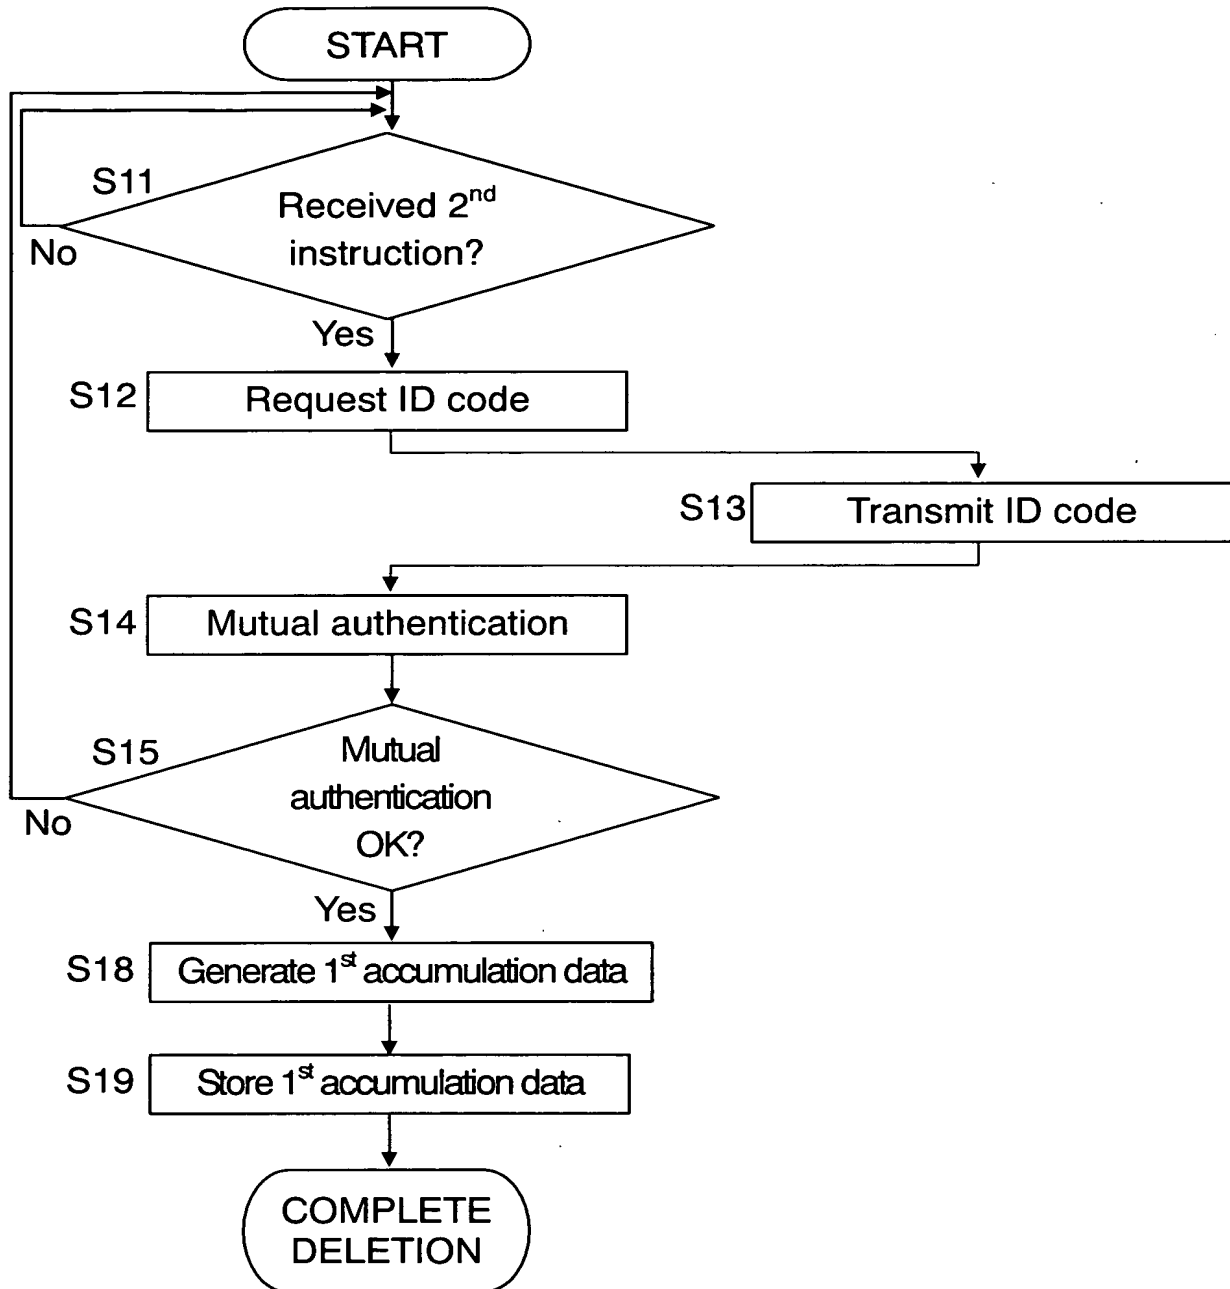 START
S11
Received 2nd
instruction?
No
Yes
S12
Request ID code
S13
Transmit ID code
S14
Mutual authentication
S15
Mutual
authentication
OK?
No
Yes
S18
Generate 1st accumulation data
S19
Store 1st accumulation data
COMPLETE
DELETION